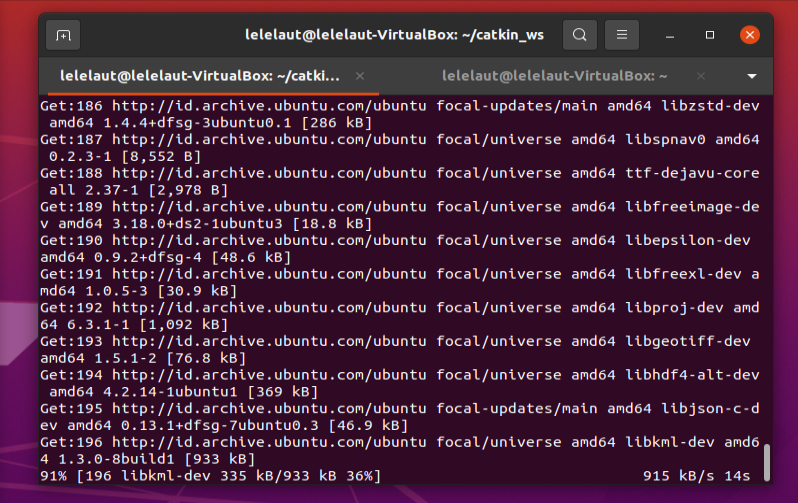 lelelaut@lelelaut-VirtualBox: ~/catkin_ws
lelelaut@lelelaut-VirtualBox: ~/catki...
lelelaut@lelelaut-VirtualBox: ~
Get:186 http://id.archive.ubuntu.com/ubuntu focal-updates/main amd64 libzstd-dev
amd64 1.4.4+dfsg-3ubuntu0.1 [286 kB]
Get:187 http://id.archive.ubuntu.com/ubuntu focal/universe amd64 libspnav0 amd64
0.2.3-1 [8,552 B]
Get:188 http://id.archive.ubuntu.com/ubuntu focal/universe amd64 ttf-dejavu-core
all 2.37-1 [2,978 B]
Get:189 http://id.archive.ubuntu.com/ubuntu focal/universe amd64 libfreeimage-de
v amd64 3.18.0+ds2-1ubuntu3 [18.8 kB]
Get:190 http://id.archive.ubuntu.com/ubuntu focal/universe amd64 libepsilon-dev
amd64 0.9.2+dfsg-4 [48.6 kB]
Get:191 http://id.archive.ubuntu.com/ubuntu focal/universe amd64 libfreexl-dev a
md64 1.0.5-3 [30.9 kB]
Get:192 http://id.archive.ubuntu.com/ubuntu focal/universe amd64 libproj-dev amd
64 6.3.1-1 [1,092 kB]
Get:193 http://id.archive.ubuntu.com/ubuntu focal/universe amd64 libgeotiff-dev
amd64 1.5.1-2 [76.8 kB]
Get:194 http://id.archive.ubuntu.com/ubuntu focal/universe amd64 libhdf4-alt-dev
amd64 4.2.14-1ubuntu1 [369 kB]
Get:195 http://id.archive.ubuntu.com/ubuntu focal-updates/main amd64 libjson-c-d
ev amd64 0.13.1+dfsg-7ubuntu0.3 [46.9 kB]
Get:196 http://id.archive.ubuntu.com/ubuntu focal/universe amd64 libkml-dev amd6
4 1.3.0-8build1 [933 kB]
91% [196 libkml-dev 335 kB/933 kB 36%] 915 kB/s 14s